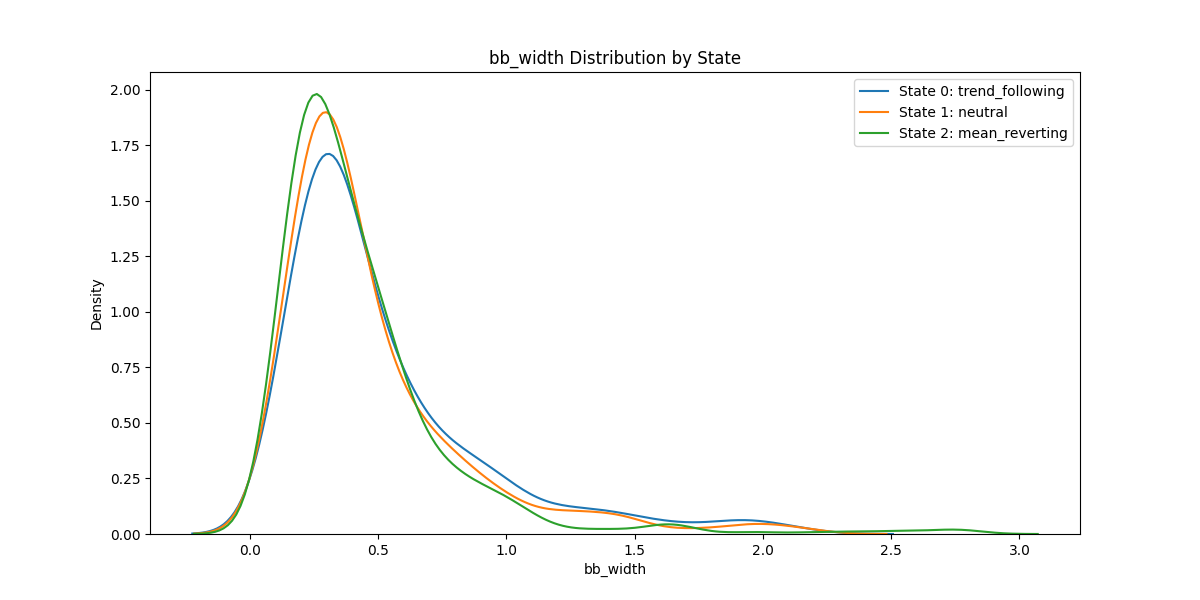 bb_width Distribution by State
State 0: trend_following
State 1: neutral
State 2: mean_reverting
Density
2.00
1.75
1.50
1.25
1.00
0.75
0.50
0.25
0.00
0.0 0.5 1.0 1.5 2.0 2.5 3.0
bb_width